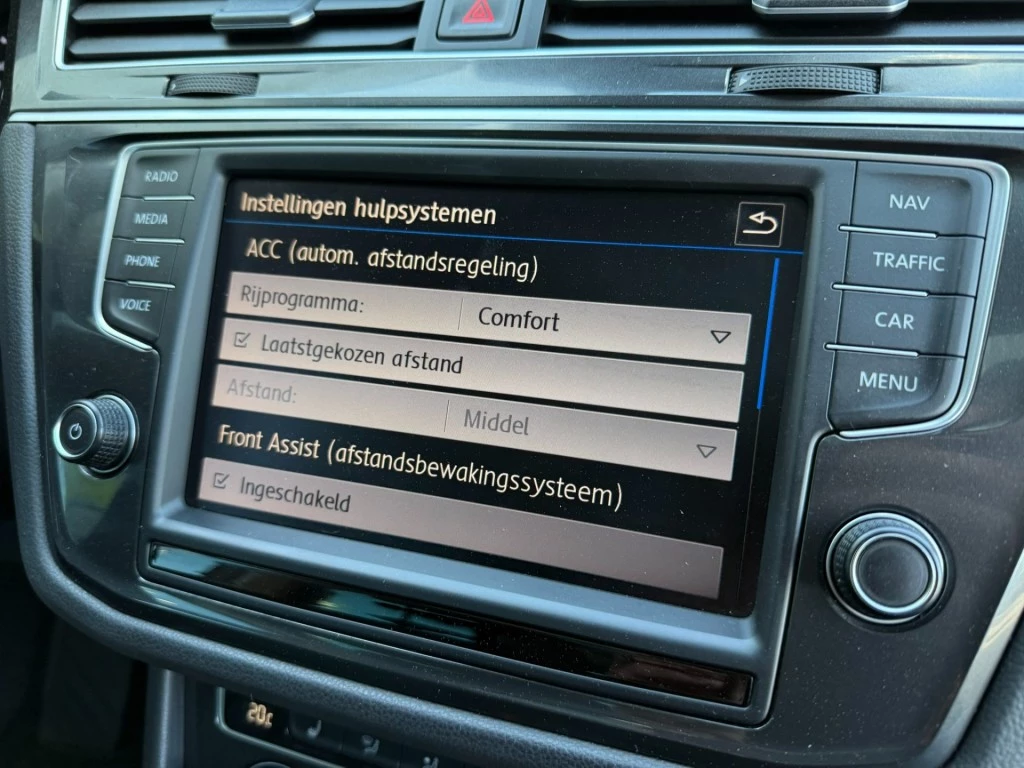 RADIO
MEDIA
PHONE
VOICE
Instellingen hulpsystemen
ACC (autom. afstandsregeling)
Rijprogramma: Comfort
Laatstgekozen afstand
Afstand: Middel
Front Assist (afstandsbewakingssysteem)
Ingeschakeld
NAV
TRAFFIC
CAR
MENU
20c